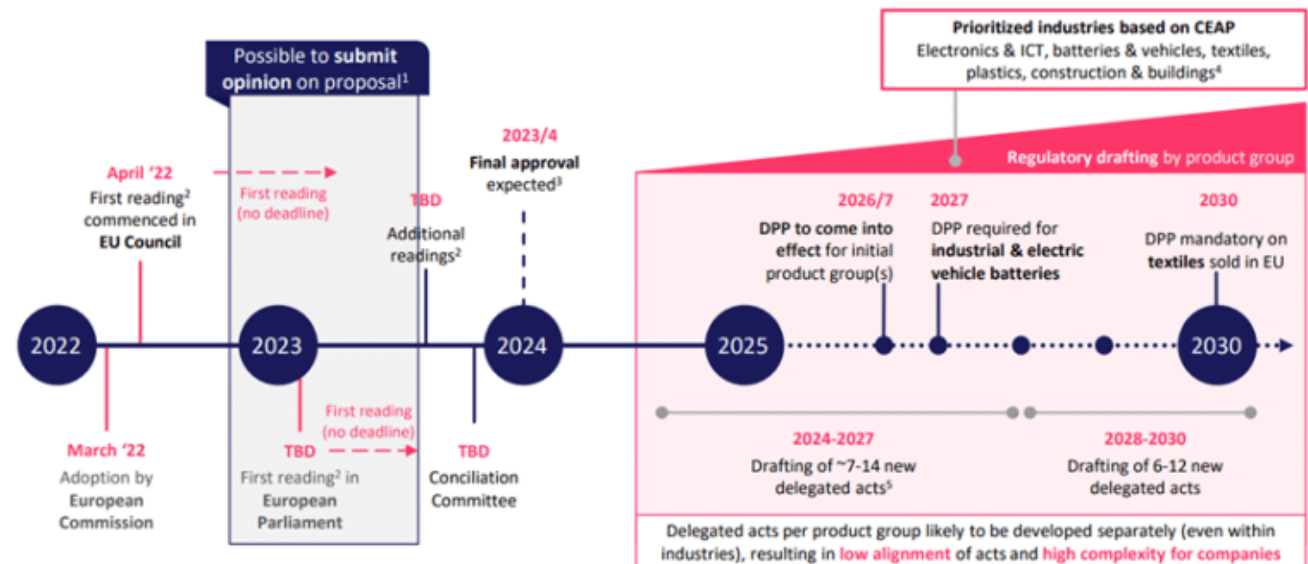 Prioritized industries based on CEAP
Electronics & ICT, batteries & vehicles, textiles,
plastics, construction & buildings⁴
Possible to submit
opinion on proposal¹
Regulatory drafting by product group
April ‘22
First reading²
commenced in
EU Council
First reading
(no deadline)
TBD
Additional
readings²
2023/4
Final approval
expected³
2026/7
DPP to come into
effect for initial
product group(s)
2027
DPP required for
industrial & electric
vehicle batteries
2030
DPP mandatory on
textiles sold in EU
2022
2023
2024
2025
2030
March ‘22
Adoption by
European
Commission
TBD
First reading² in
European
Parliament
First reading
(no deadline)
TBD
Conciliation
Committee
2024-2027
Drafting of ~7-14 new
delegated acts⁵
2028-2030
Drafting of 6-12 new
delegated acts
Delegated acts per product group likely to be developed separately (even within
industries), resulting in low alignment of acts and high complexity for companies